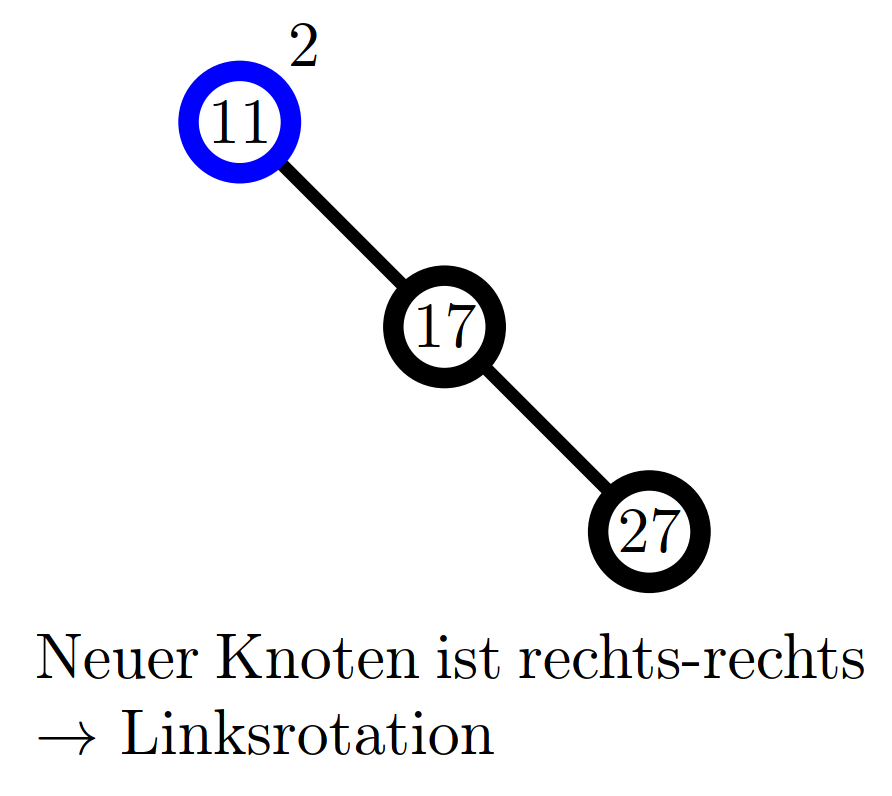 2
11
17
27
Neuer Knoten ist rechts-rechts
→ Linksrotation